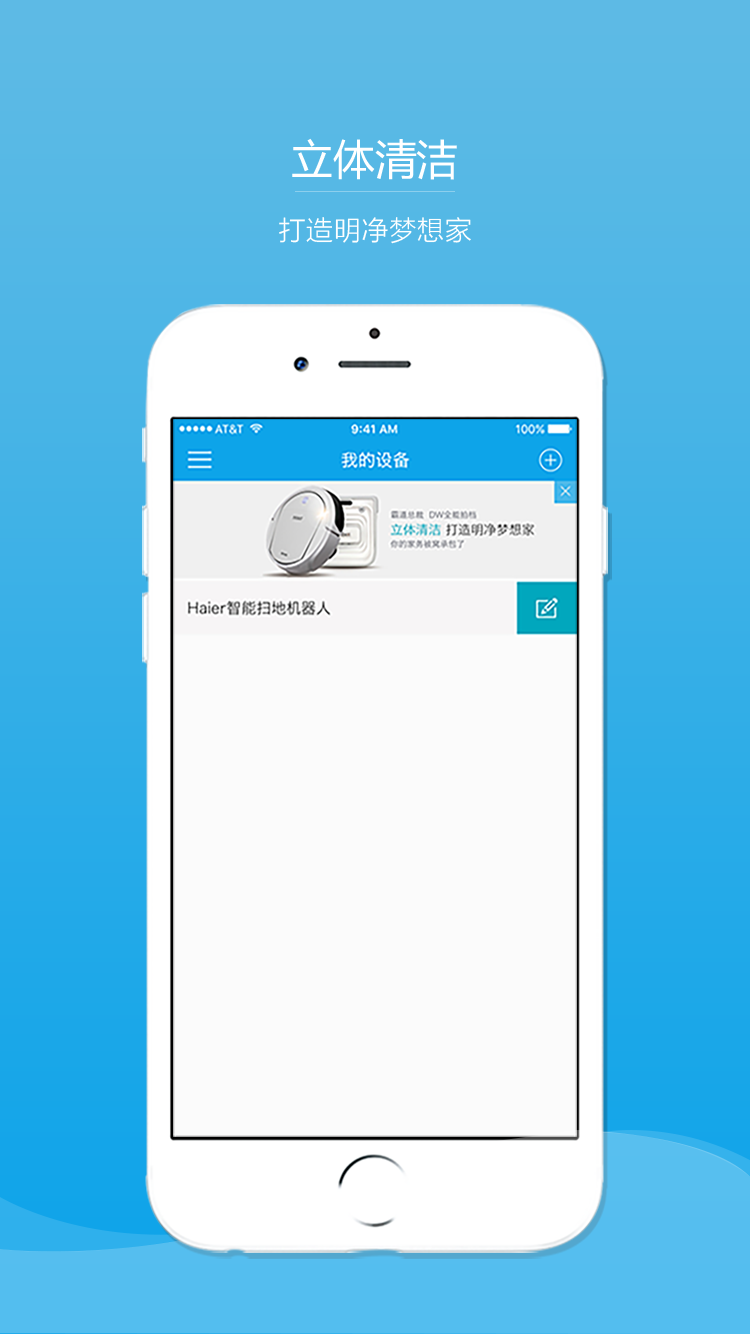 立体清洁
打造明净梦想家
AT&T 9:41 AM 100%
我的设备
霸道总裁 DW全能拍档
立体清洁 打造明净梦想家
你的家务被窝承包了
Haier智能扫地机器人